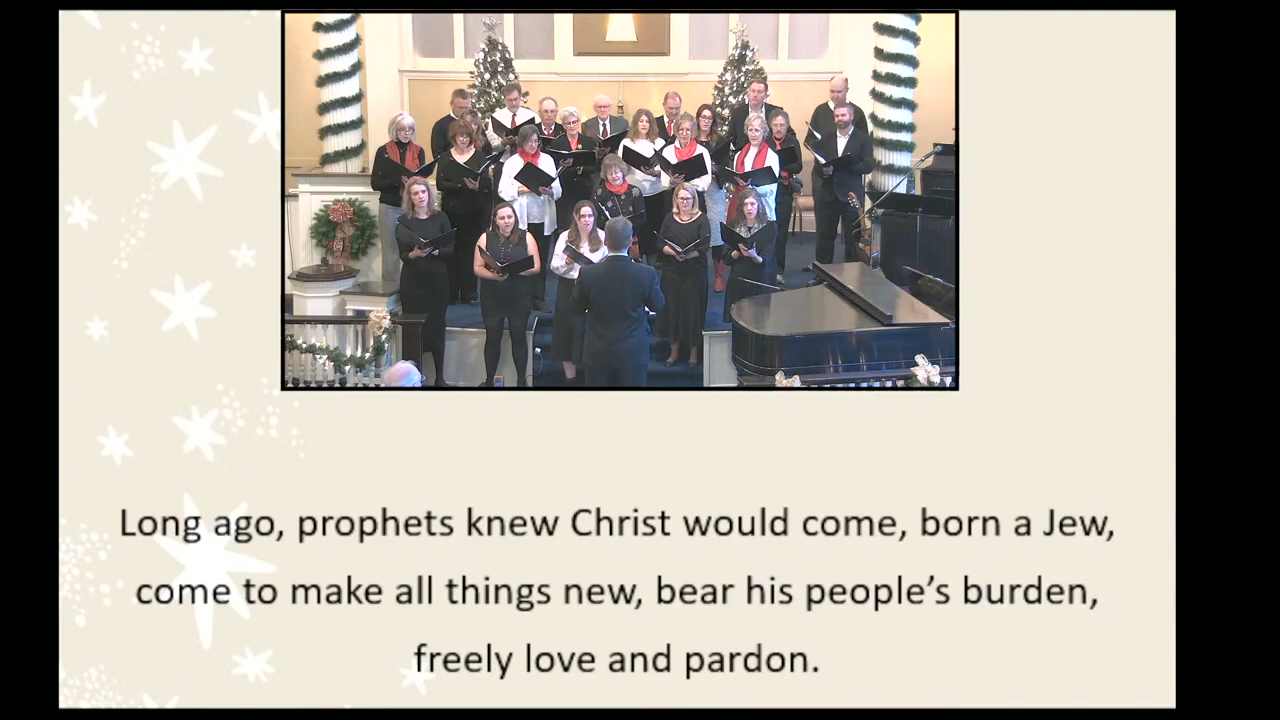 Long ago, prophets knew Christ would come, born a Jew,
come to make all things new, bear his people’s burden,
freely love and pardon.